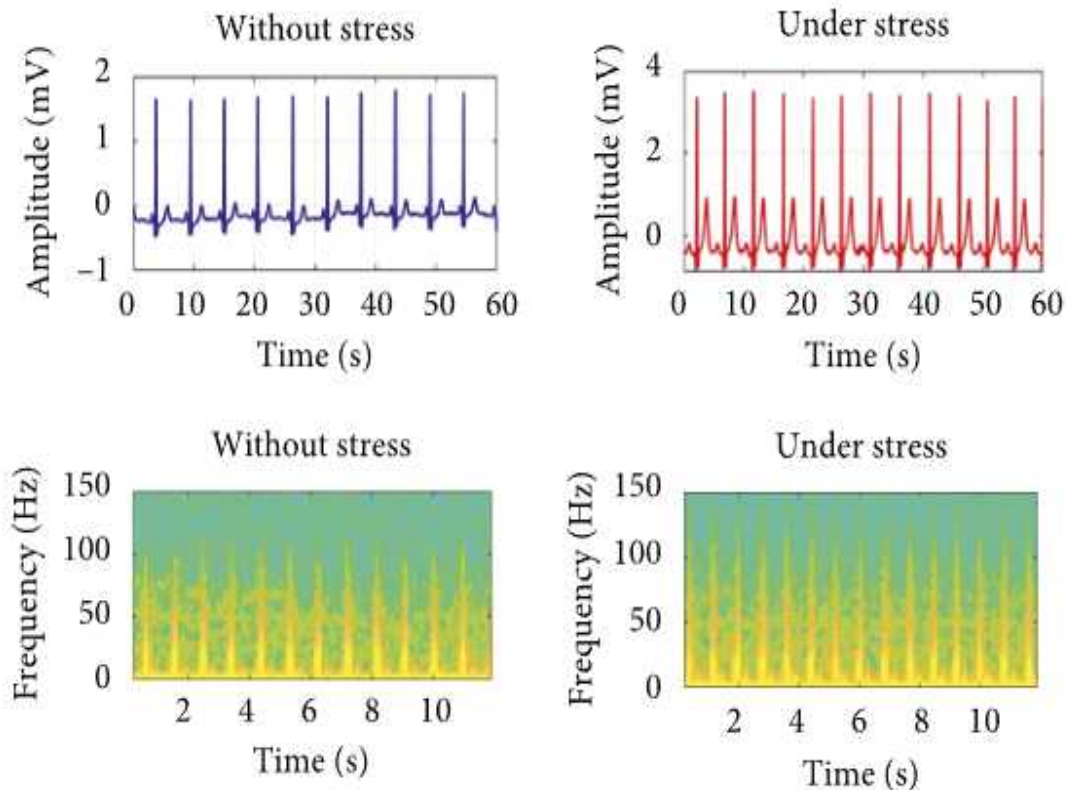 Without stress
Amplitude (mV)
2
1
0
–1
0 10 20 30 40 50 60
Time (s)
Under stress
Amplitude (mV)
4
2
0
0 10 20 30 40 50 60
Time (s)
Without stress
Frequency (Hz)
150
100
50
0
2 4 6 8 10
Time (s)
Under stress
Frequency (Hz)
150
100
50
0
2 4 6 8 10
Time (s)